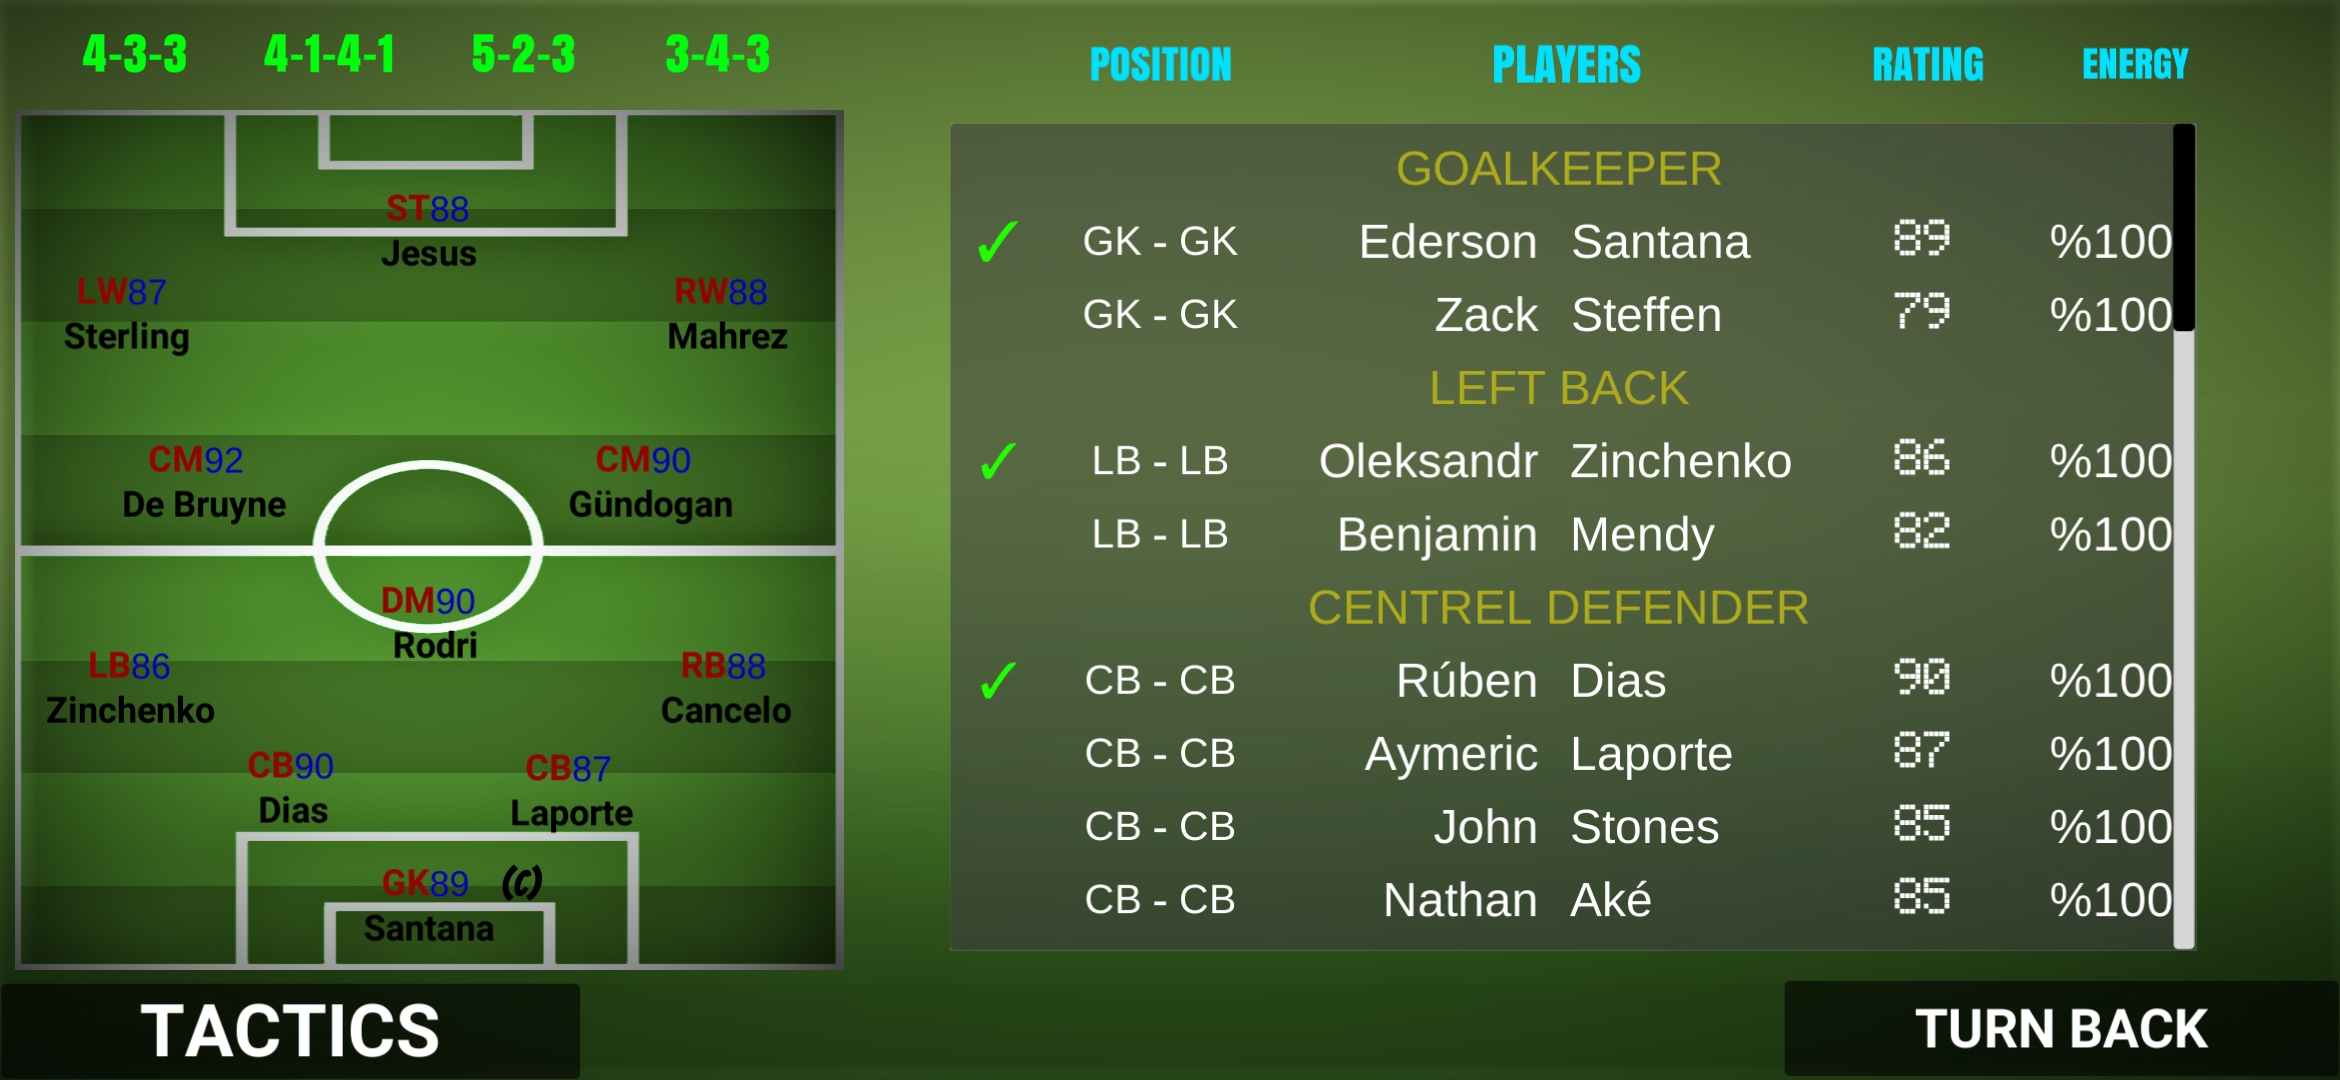 4-3-3 4-1-4-1 5-2-3 3-4-3
ST88
Jesus
LW87 RW88
Sterling Mahrez
CM92 CM90
De Bruyne Gündogan
DM90
Rodri
LB86 RB88
Zinchenko Cancelo
CB90 CB87
Dias Laporte
GK89 (C)
Santana
TACTICS
POSITION PLAYERS RATING ENERGY
GOALKEEPER
✓ GK - GK Ederson Santana 89 %100
GK - GK Zack Steffen 79 %100
LEFT BACK
✓ LB - LB Oleksandr Zinchenko 86 %100
LB - LB Benjamin Mendy 82 %100
CENTREL DEFENDER
✓ CB - CB Rúben Dias 90 %100
CB - CB Aymeric Laporte 87 %100
CB - CB John Stones 85 %100
CB - CB Nathan Aké 85 %100
TURN BACK